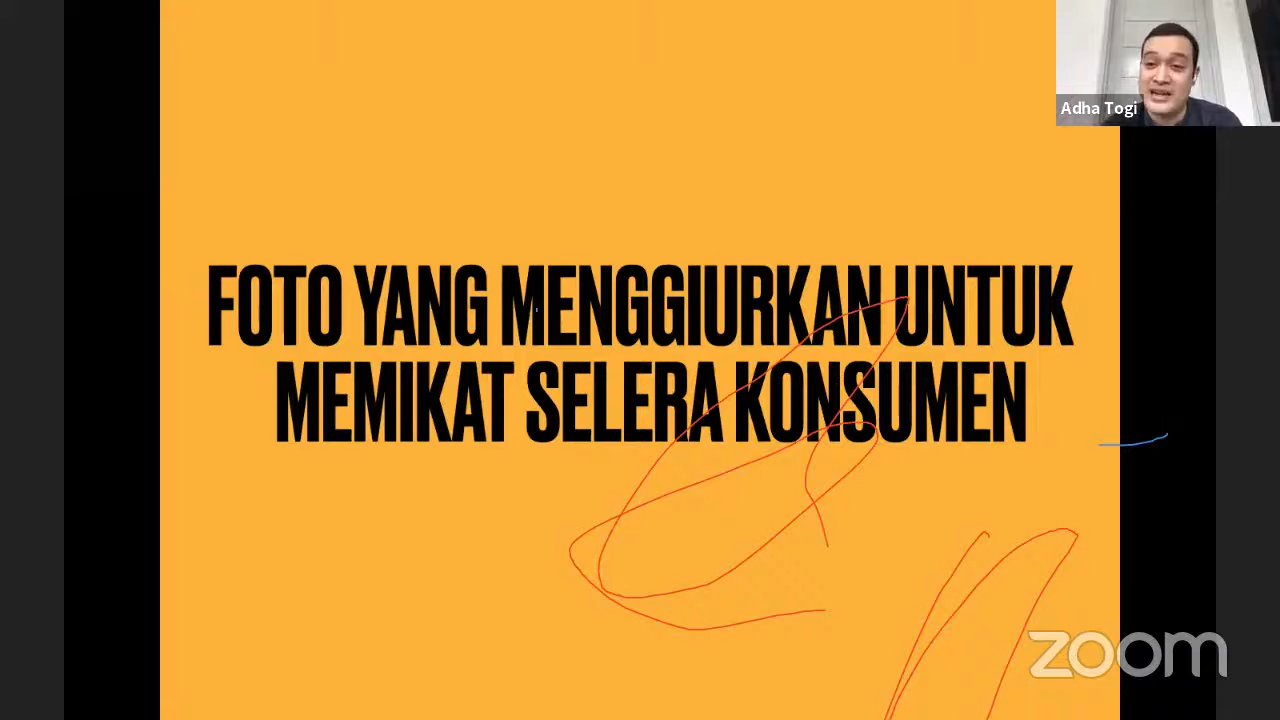 Adha Togi
FOTO YANG MENGGIURKAN UNTUK
MEMIKAT SELERA KONSUMEN
zoom